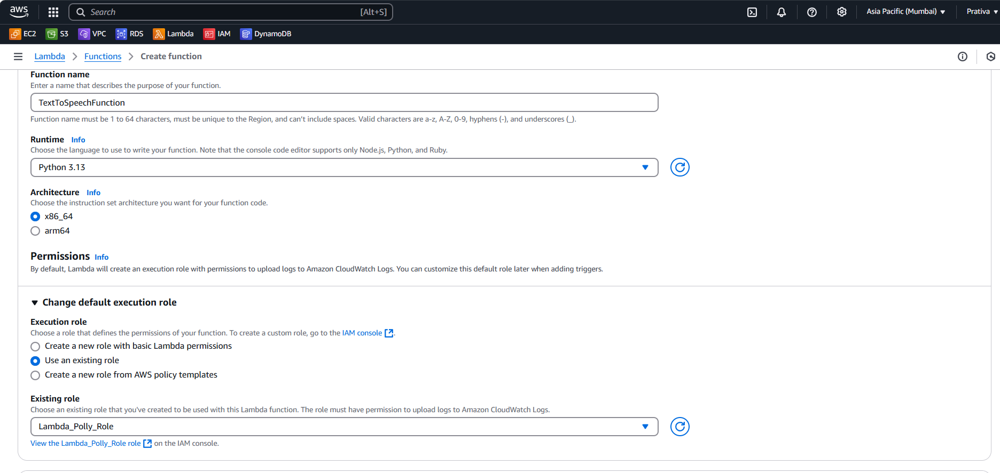 aws
Search
[Alt+S]
Asia Pacific (Mumbai)
Prativa
EC2
S3
VPC
RDS
Lambda
IAM
DynamoDB
Lambda
Functions
Create function
Function name
Enter a name that describes the purpose of your function.
TextToSpeechFunction
Function name must be 1 to 64 characters, must be unique to the Region, and can’t include spaces. Valid characters are a-z, A-Z, 0-9, hyphens (-), and underscores (_).
Runtime Info
Choose the language to use to write your function. Note that the console code editor supports only Node.js, Python, and Ruby.
Python 3.13
Architecture Info
Choose the instruction set architecture you want for your function code.
x86_64
arm64
Permissions Info
By default, Lambda will create an execution role with permissions to upload logs to Amazon CloudWatch Logs. You can customize this default role later when adding triggers.
Change default execution role
Execution role
Choose a role that defines the permissions of your function. To create a custom role, go to the IAM console.
Create a new role with basic Lambda permissions
Use an existing role
Create a new role from AWS policy templates
Existing role
Choose an existing role that you've created to be used with this Lambda function. The role must have permission to upload logs to Amazon CloudWatch Logs.
Lambda_Polly_Role
View the Lambda_Polly_Role role on the IAM console.